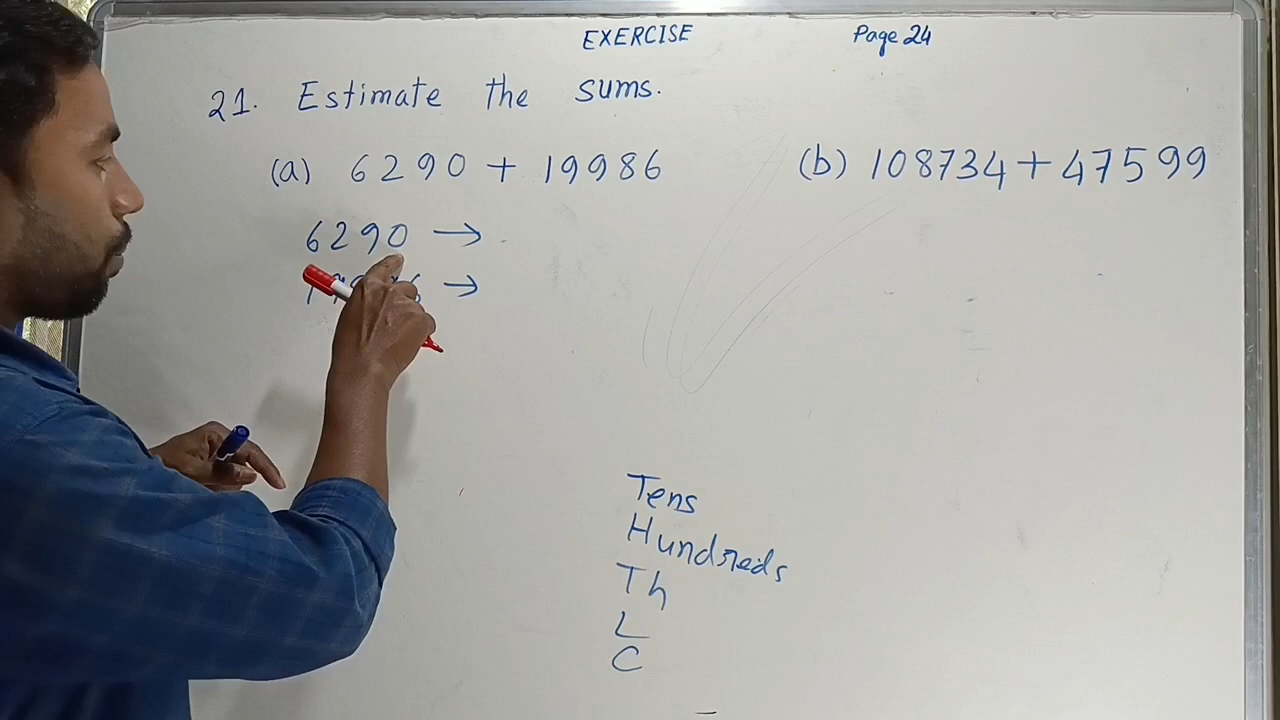 EXERCISE Page 24
21. Estimate the sums.
(a) 6290 + 19986 (b) 108734 + 47599
6290 →
→
Tens
Hundreds
Th
L
C